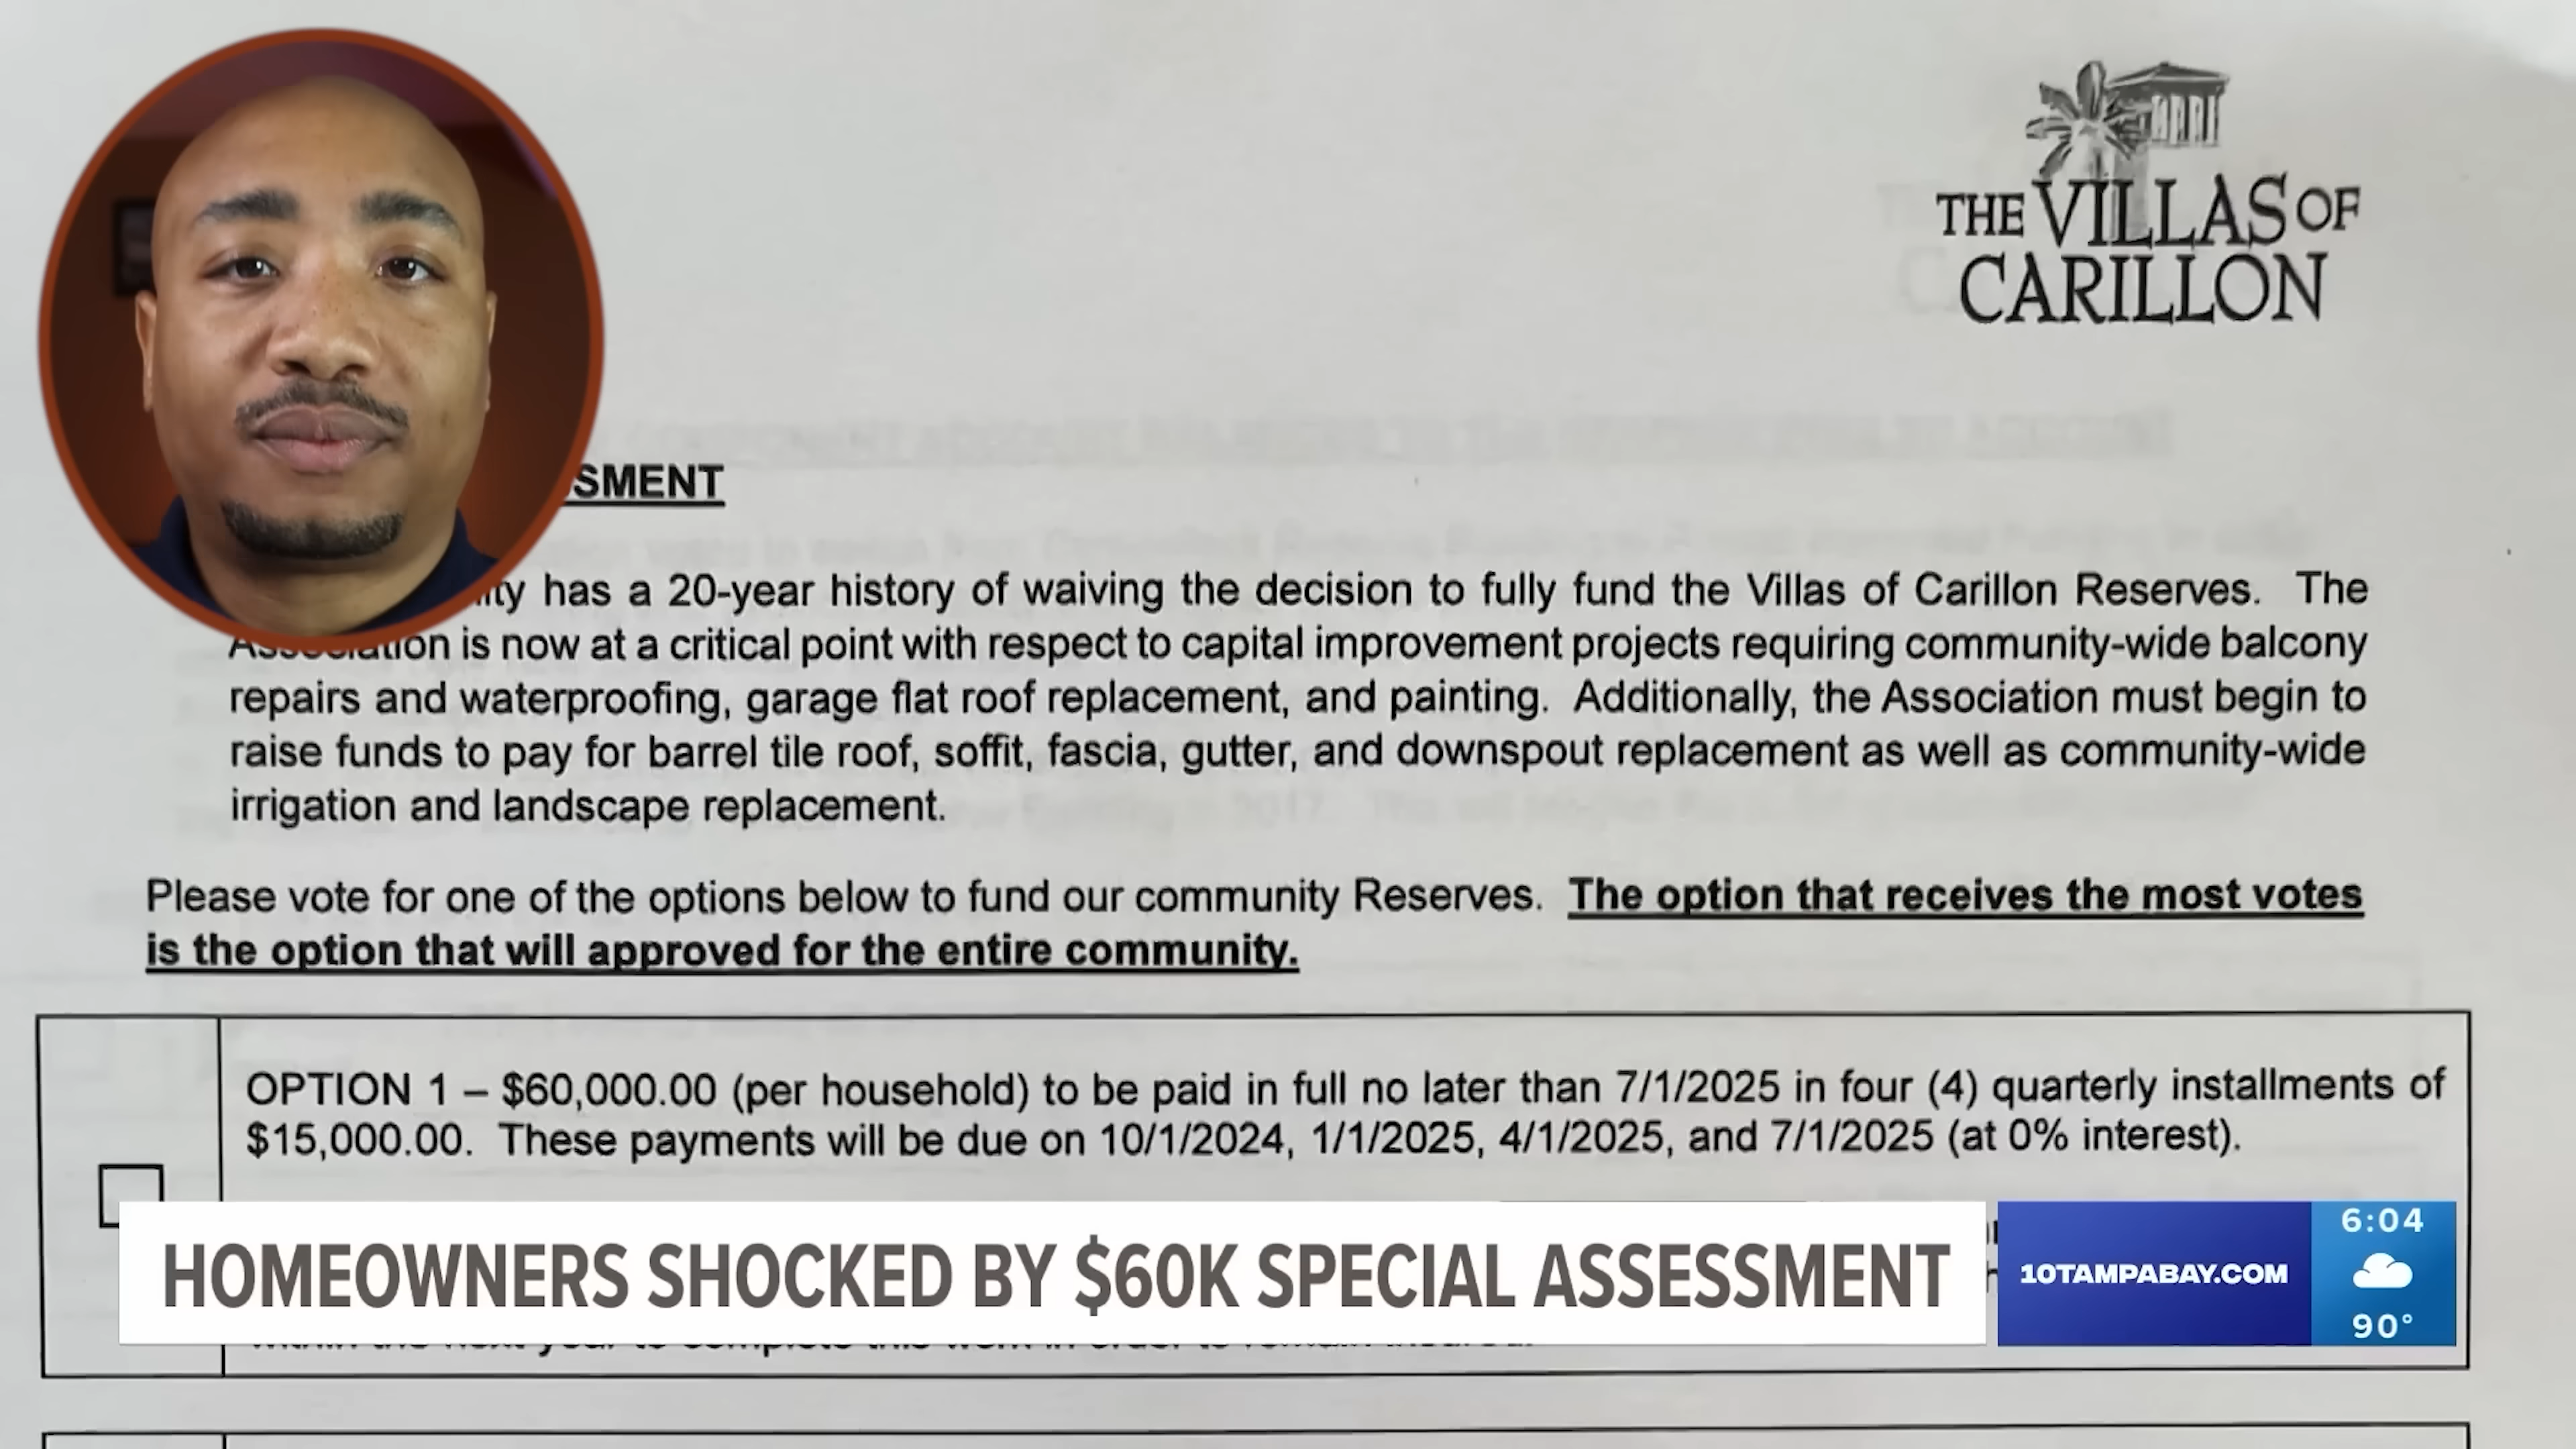 THE VILLAS OF
CARILLON
SMENT
ity has a 20-year history of waiving the decision to fully fund the Villas of Carillon Reserves. The
Association is now at a critical point with respect to capital improvement projects requiring community-wide balcony
repairs and waterproofing, garage flat roof replacement, and painting. Additionally, the Association must begin to
raise funds to pay for barrel tile roof, soffit, fascia, gutter, and downspout replacement as well as community-wide
irrigation and landscape replacement.
Please vote for one of the options below to fund our community Reserves. The option that receives the most votes
is the option that will approved for the entire community.
OPTION 1 – $60,000.00 (per household) to be paid in full no later than 7/1/2025 in four (4) quarterly installments of
$15,000.00. These payments will be due on 10/1/2024, 1/1/2025, 4/1/2025, and 7/1/2025 (at 0% interest).
HOMEOWNERS SHOCKED BY $60K SPECIAL ASSESSMENT
10TAMPABAY.COM
6:04
90°